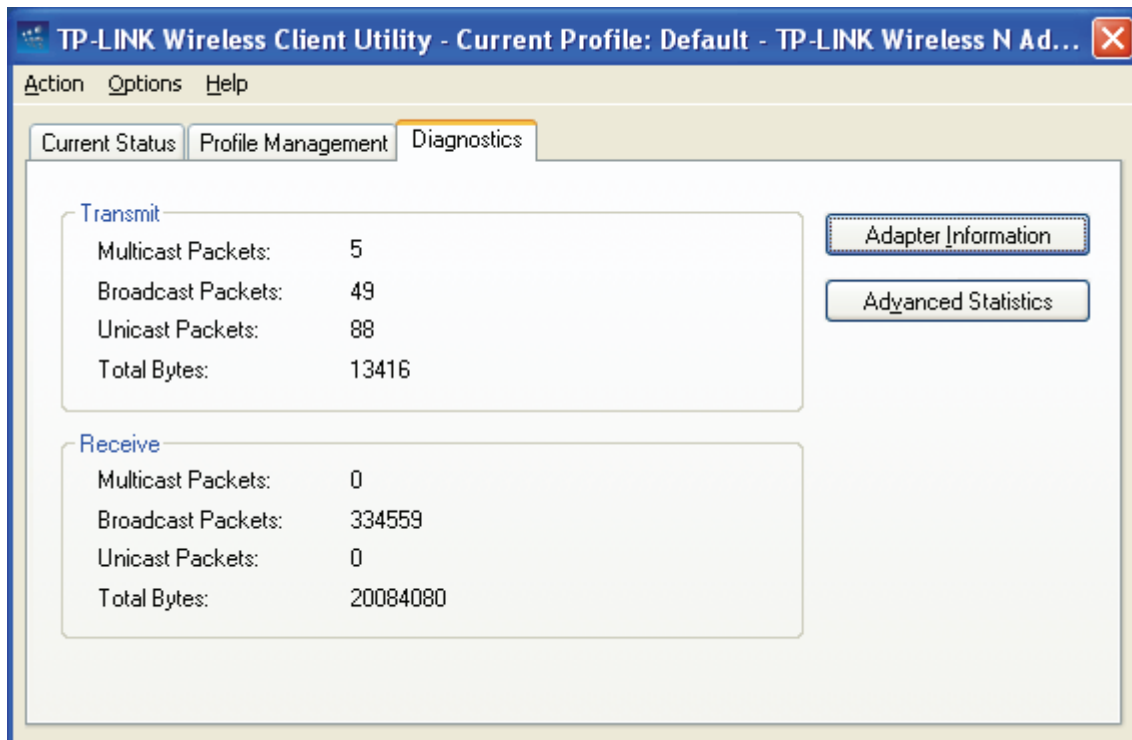 TP-LINK Wireless Client Utility - Current Profile: Default - TP-LINK Wireless N Ad...
Action Options Help
Current Status Profile Management Diagnostics
Transmit
Multicast Packets: 5
Broadcast Packets: 49
Unicast Packets: 88
Total Bytes: 13416
Adapter Information
Advanced Statistics
Receive
Multicast Packets: 0
Broadcast Packets: 334559
Unicast Packets: 0
Total Bytes: 20084080